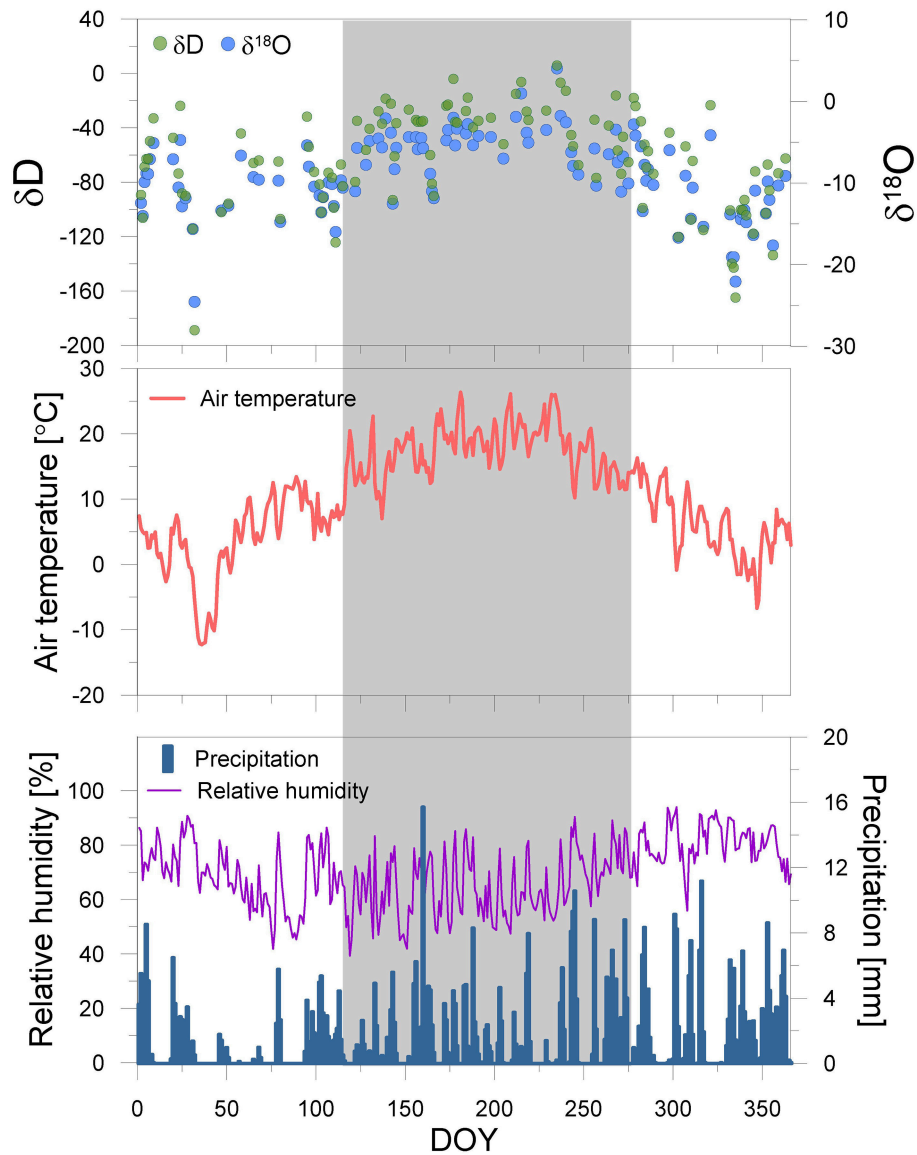 40
0
-40
-80
-120
-160
-200
δD
δD δ¹⁸O
10
0
-10
-20
-30
δ¹⁸O
30
20
10
0
-10
-20
Air temperature [°C]
Air temperature
100
80
60
40
20
0
Relative humidity [%]
Precipitation
Relative humidity
20
16
12
8
4
0
Precipitation [mm]
0 50 100 150 200 250 300 350
DOY